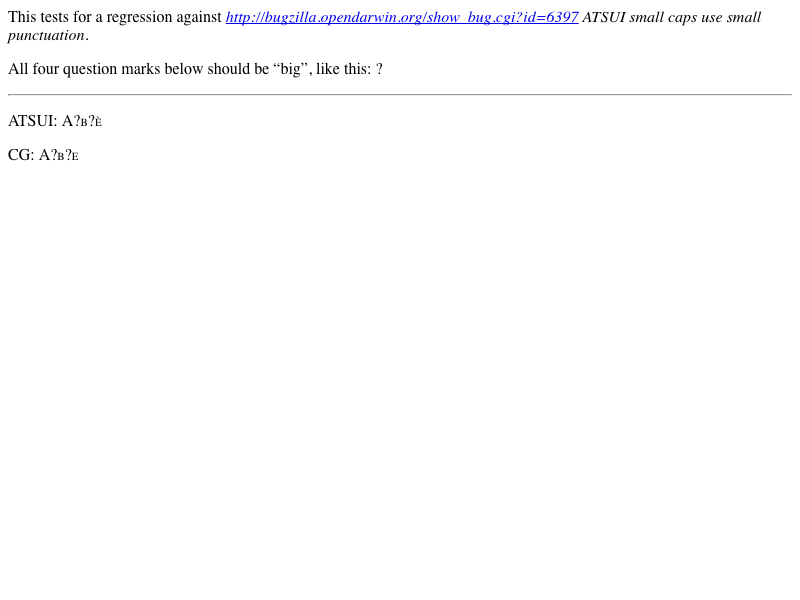 This tests for a regression against http://bugzilla.opendarwin.org/show_bug.cgi?id=6397 ATSUI small caps use small
punctuation.
All four question marks below should be “big”, like this: ?
ATSUI: A?ʙ?ᴇ̀
CG: A?ʙ?ᴇ